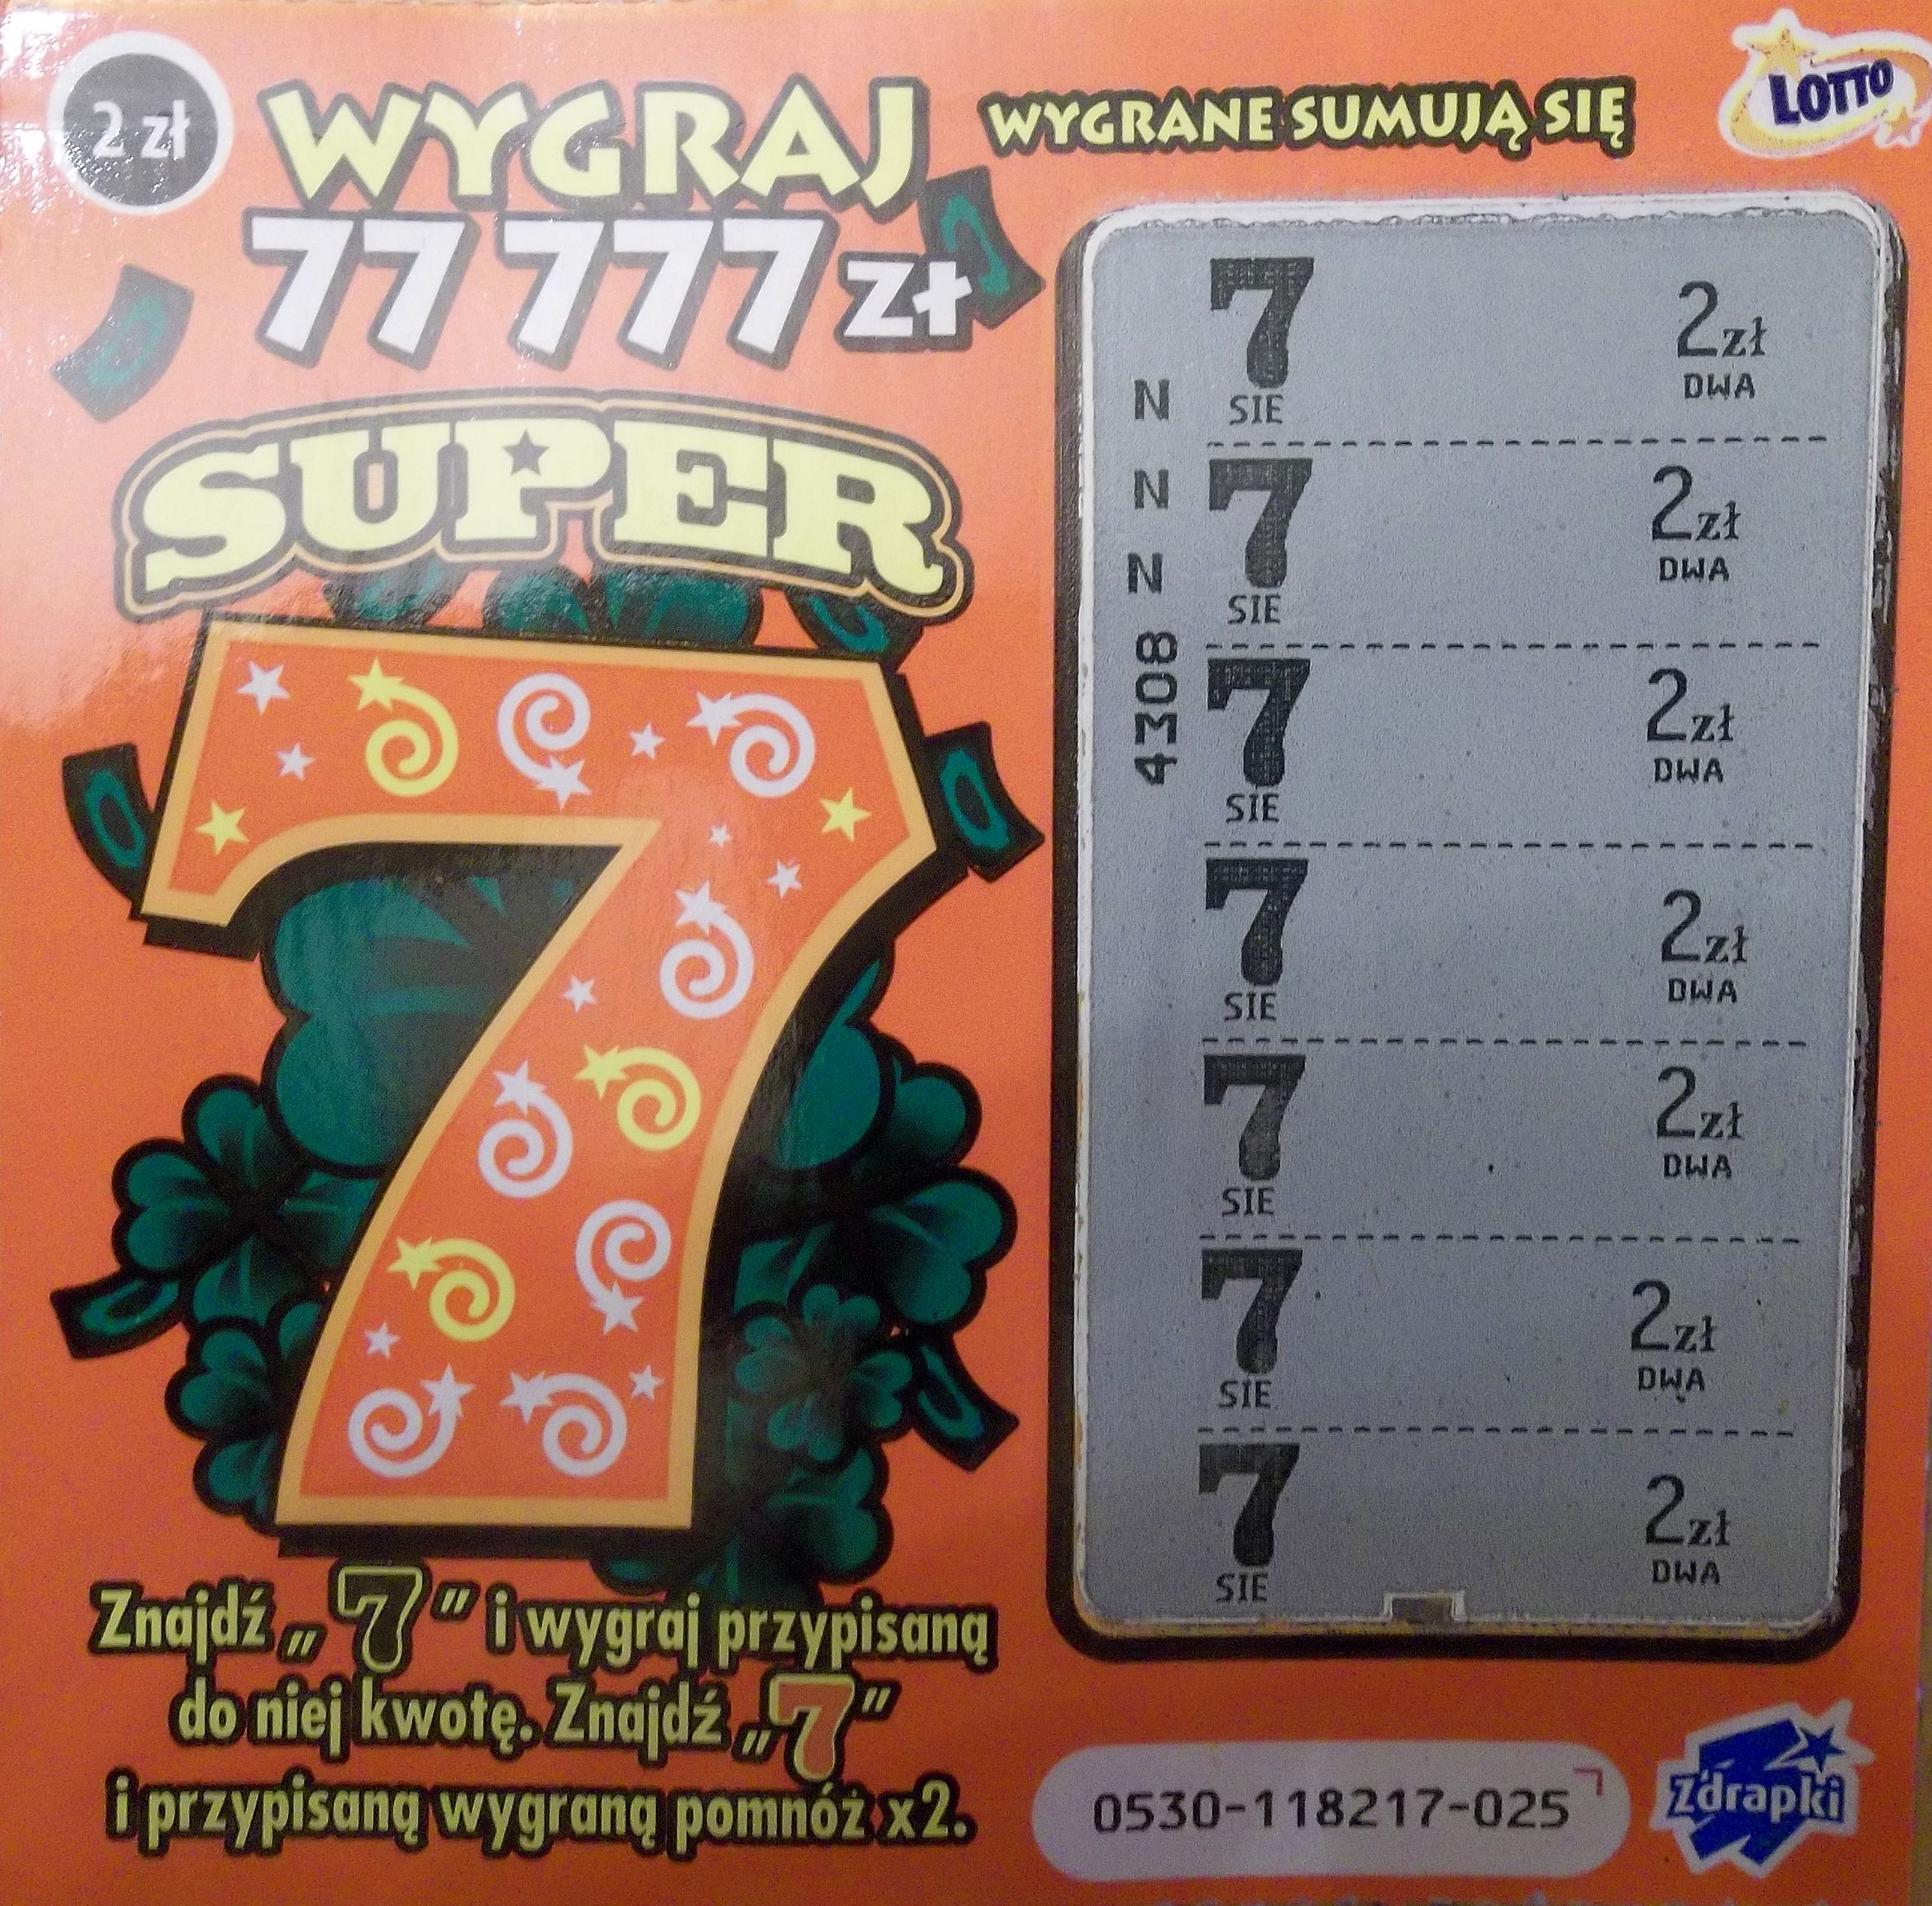 2 zł
WYGRAJ
77 777 zł
WYGRANE SUMUJĄ SIĘ
LOTTO
SUPER
7
N
N
N
4308
7 2zł
SIE DWA
7 2zł
SIE DWA
7 2zł
SIE DWA
7 2zł
SIE DWA
7 2zł
SIE DWA
7 2zł
SIE DWA
7 2zł
SIE DWA
Znajdź „7” i wygraj przypisaną
do niej kwotę. Znajdź „7”
i przypisaną wygraną pomnóż x2.
0530-118217-025
Zdrapki